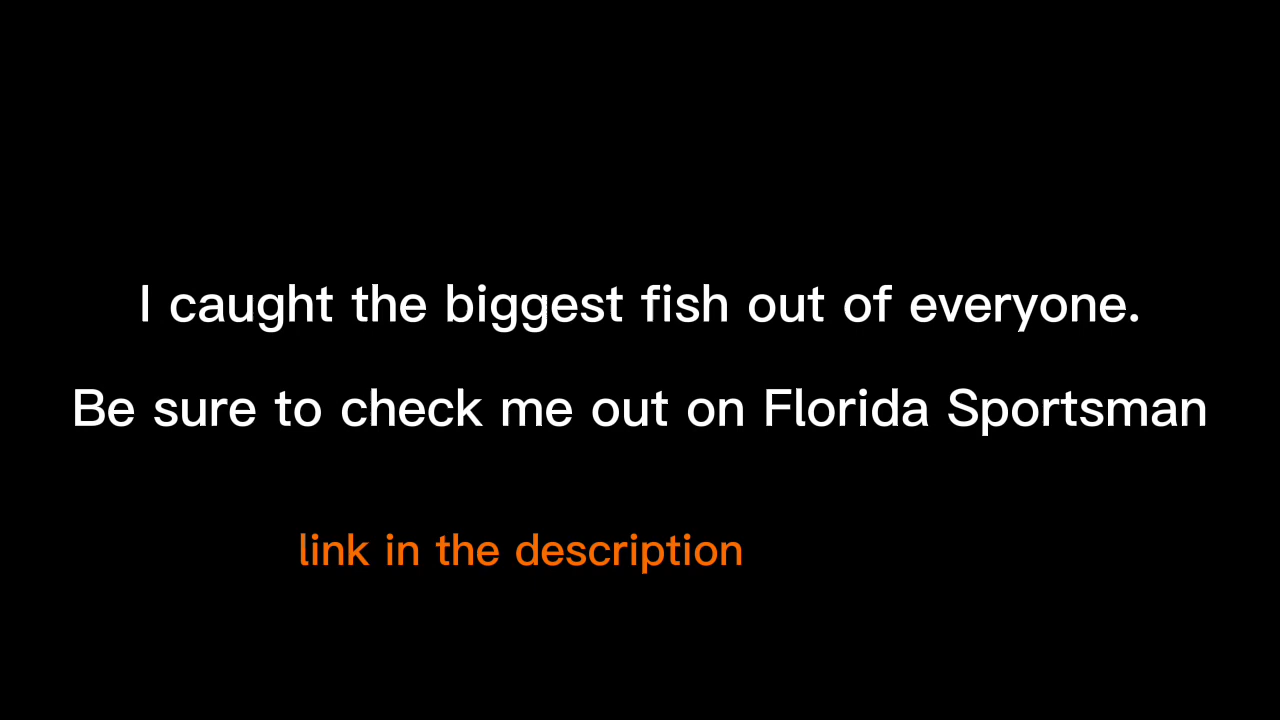 I caught the biggest fish out of everyone.
Be sure to check me out on Florida Sportsman
link in the description